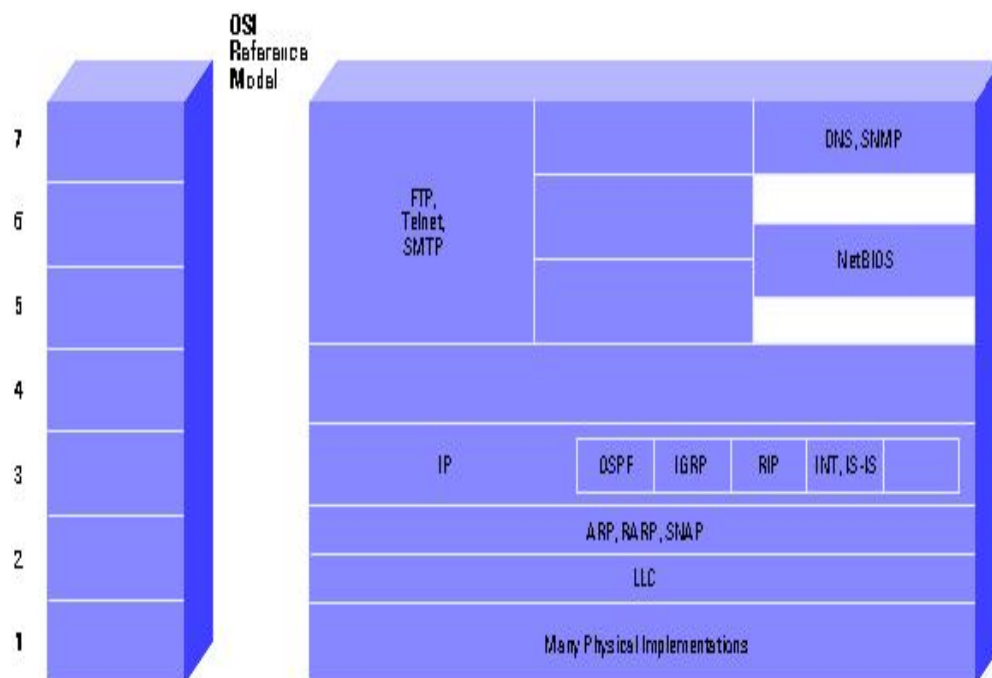 OSI
Reference
Model
7
DNS, SNMP
FTP,
Telnet,
SMTP
6
NetBIOS
5
4
3
IP
OSPF
IGRP
RIP
INT, IS-IS
ARP, RARP, SNAP
2
LLC
1
Many Physical Implementations